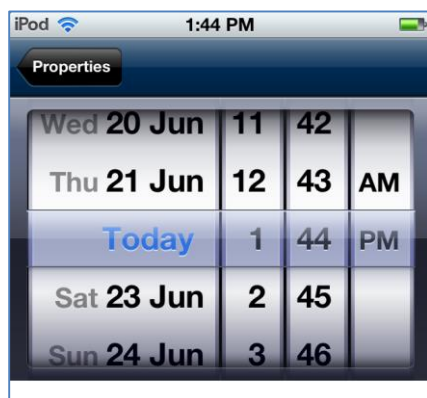 iPod 1:44 PM
Properties
Wed 20 Jun 11 42
Thu 21 Jun 12 43 AM
Today 1 44 PM
Sat 23 Jun 2 45
Sun 24 Jun 3 46